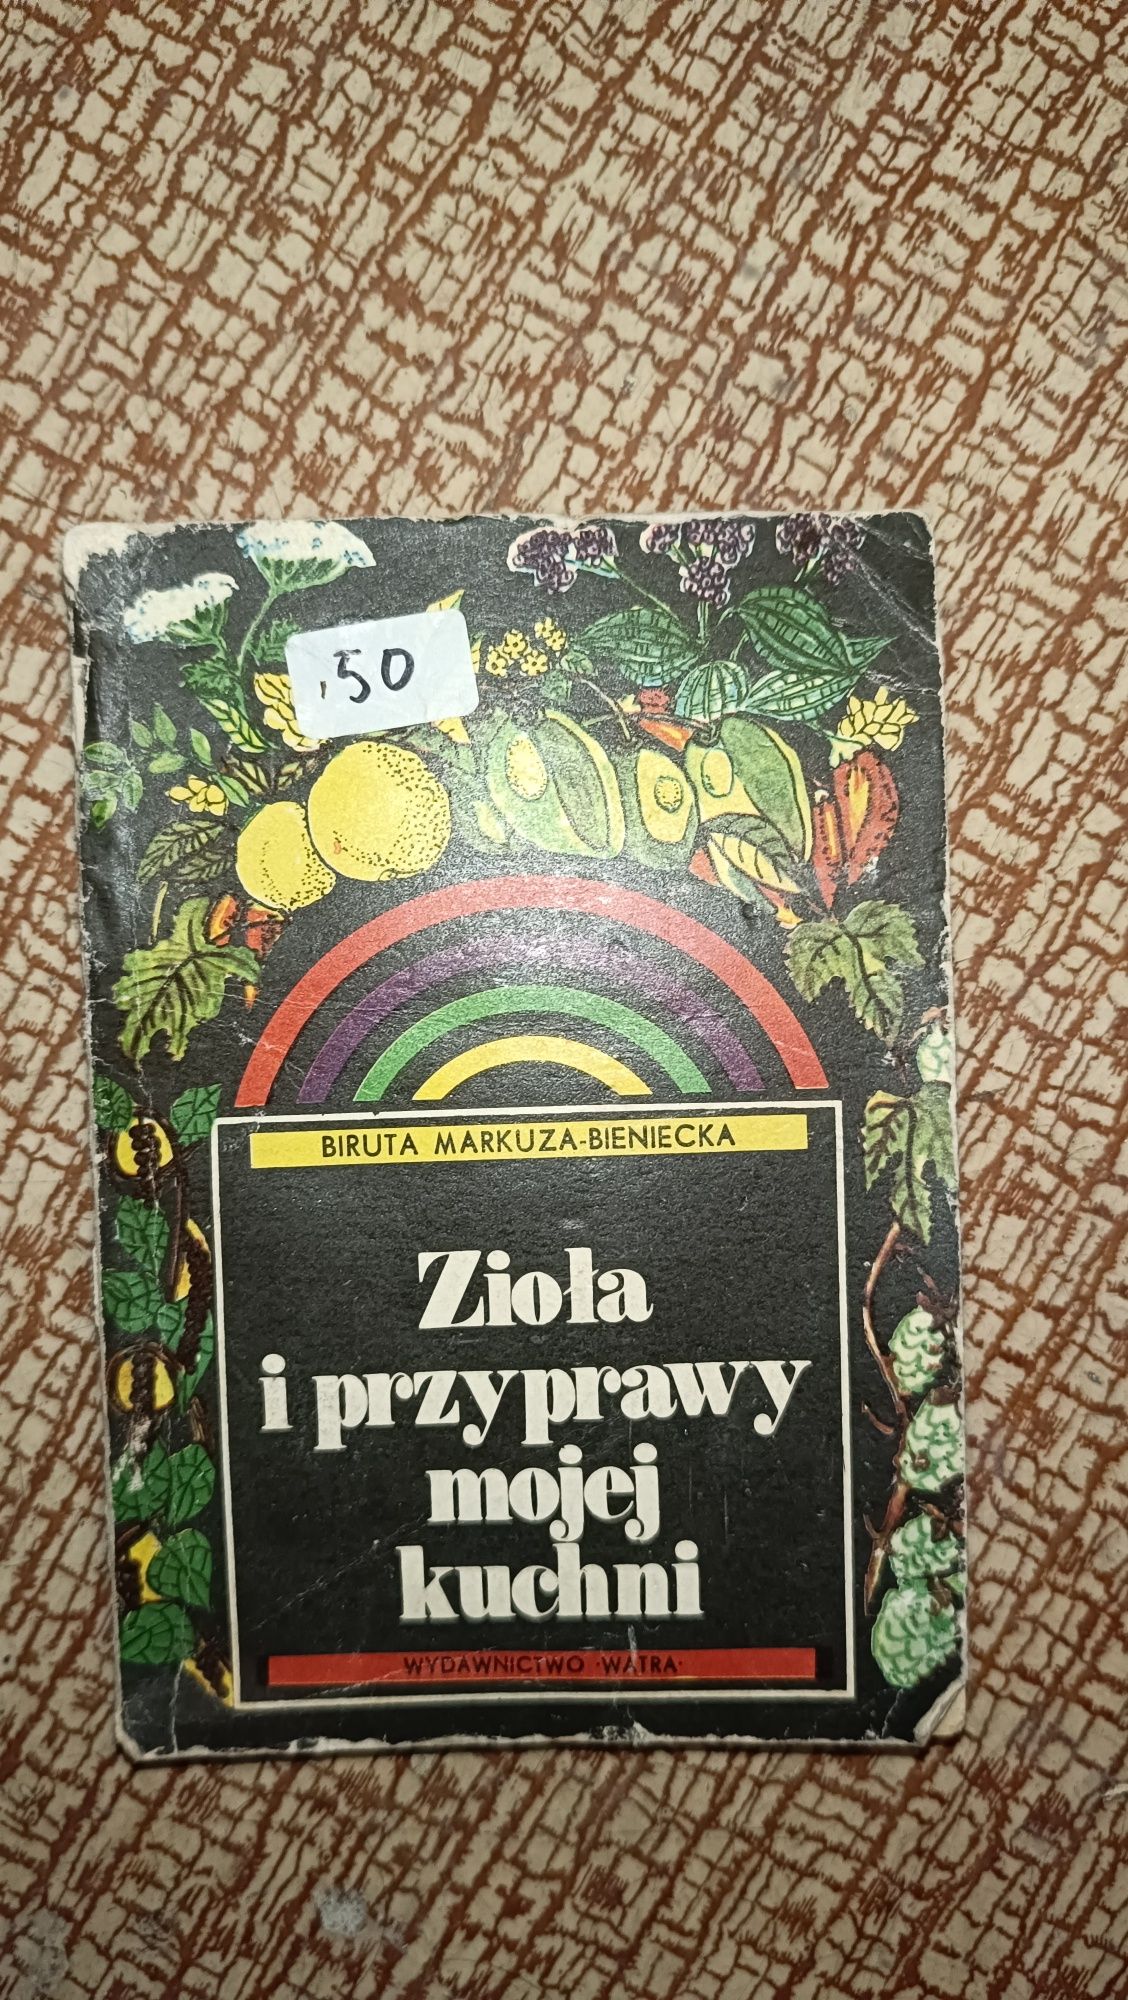 .50
BIRUTA MARKUZA-BIENIECKA
Zioła
i przyprawy
mojej
kuchni
WYDAWNICTWO ·WATRA·